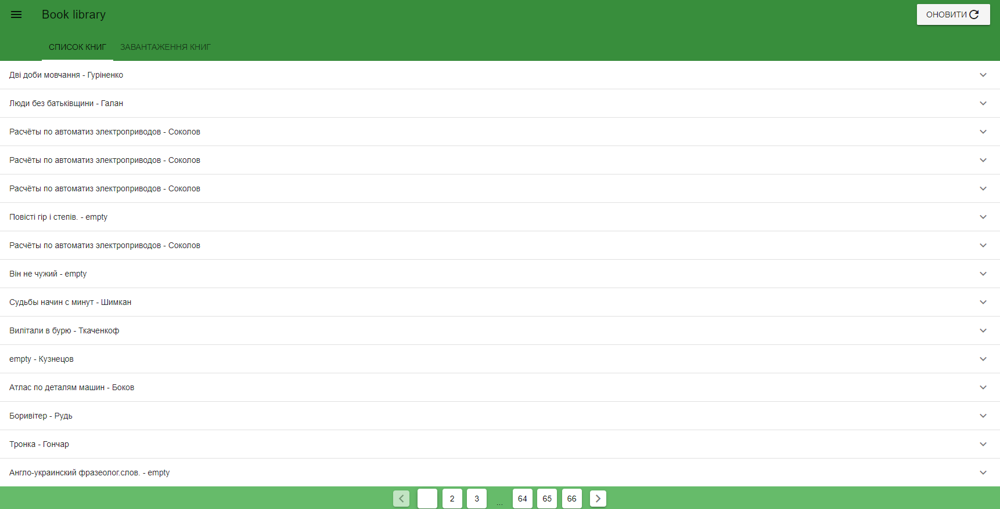 Book library
ОНОВИТИ
СПИСОК КНИГ ЗАВАНТАЖЕННЯ КНИГ
Дві доби мовчання - Гуріненко
Люди без батьківщини - Галан
Расчёты по автоматиз электроприводов - Соколов
Расчёты по автоматиз электроприводов - Соколов
Расчёты по автоматиз электроприводов - Соколов
Повісті гір і степів. - empty
Расчёты по автоматиз электроприводов - Соколов
Він не чужий - empty
Судьбы начин с минут - Шимкан
Вилітали в бурю - Ткаченкоф
empty - Кузнецов
Атлас по деталям машин - Боков
Боривітер - Рудь
Тронка - Гончар
Англо-украинский фразеолог.слов. - empty
2 3 ... 64 65 66